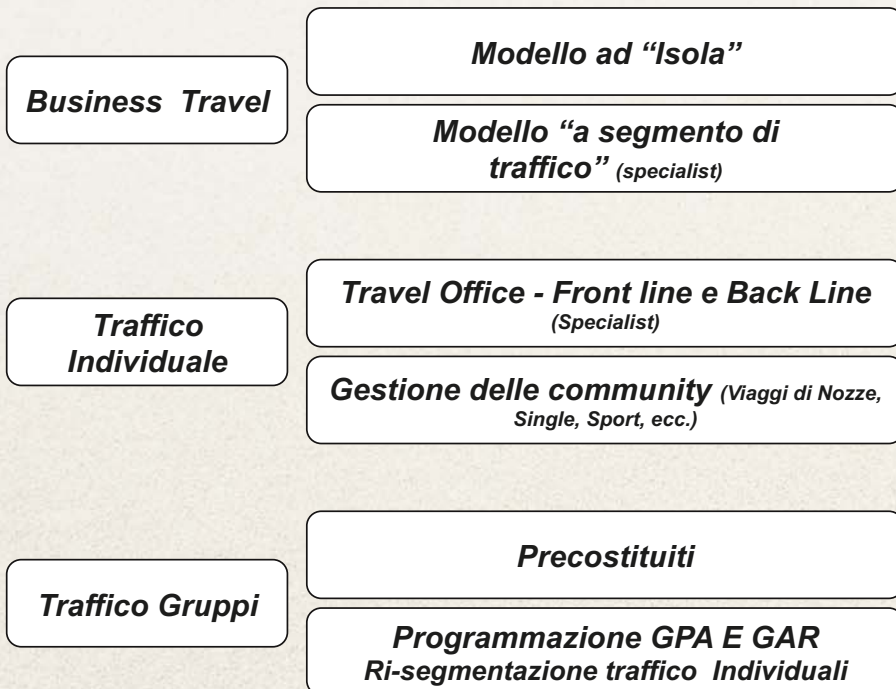 Business Travel
Modello ad “Isola”
Modello “a segmento di
traffico” (specialist)
Traffico
Individuale
Travel Office - Front line e Back Line
(Specialist)
Gestione delle community (Viaggi di Nozze,
Single, Sport, ecc.)
Traffico Gruppi
Precostituiti
Programmazione GPA E GAR
Ri-segmentazione traffico Individuali